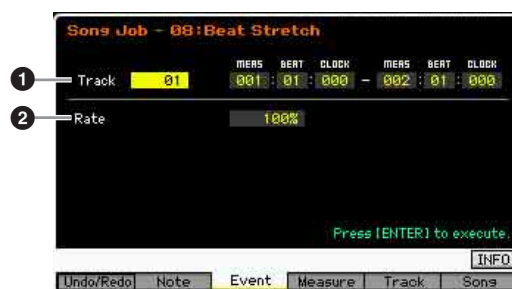 Song Job - 08:Beat Stretch
MEAS BEAT CLOCK MEAS BEAT CLOCK
1 Track 01 001 : 01 : 000 - 002 : 01 : 000
2 Rate 100%
Press [ENTER] to execute.
INFO
Undo/Redo Note Event Measure Track Song